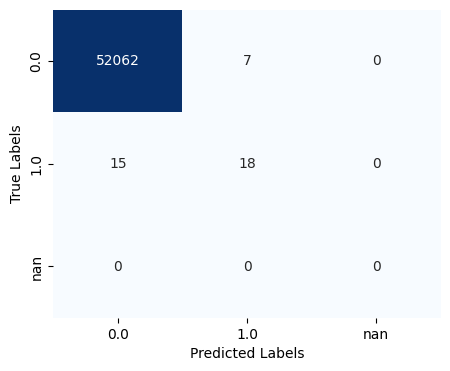 0.0 52062 7 0
1.0 15 18 0
nan 0 0 0
0.0 1.0 nan
Predicted Labels
True Labels